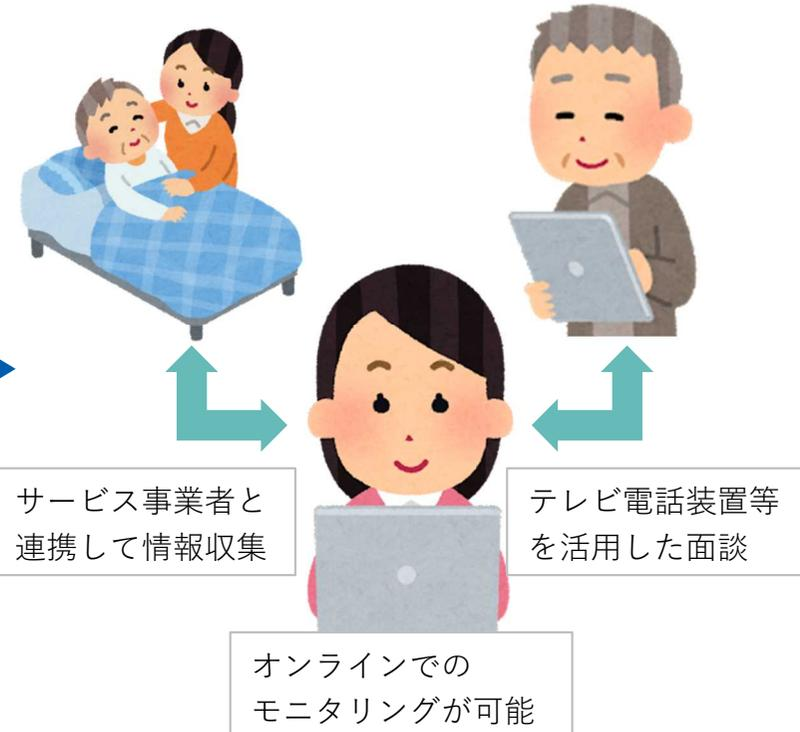 サービス事業者と
連携して情報収集
テレビ電話装置等
を活用した面談
オンラインでの
モニタリングが可能